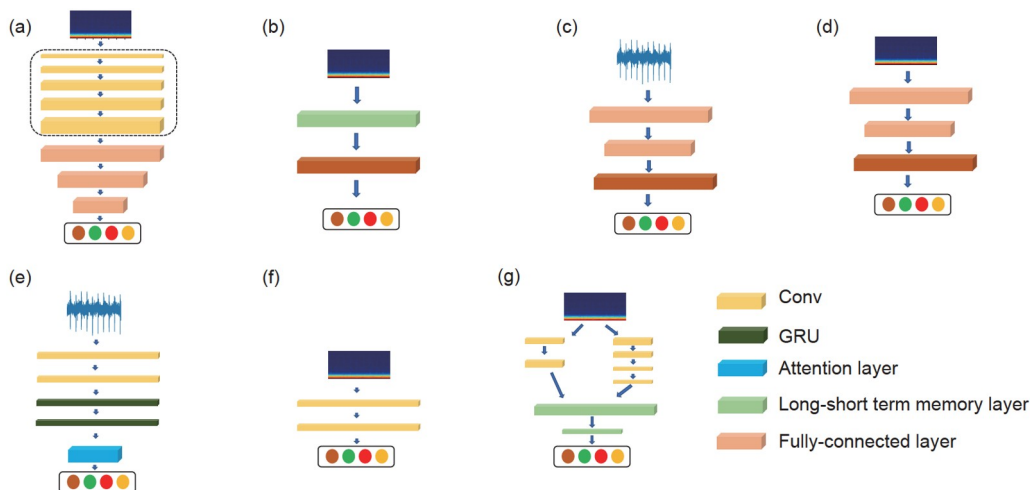 (a)
(b)
(c)
(d)
(e)
(f)
(g)
Conv
GRU
Attention layer
Long-short term memory layer
Fully-connected layer